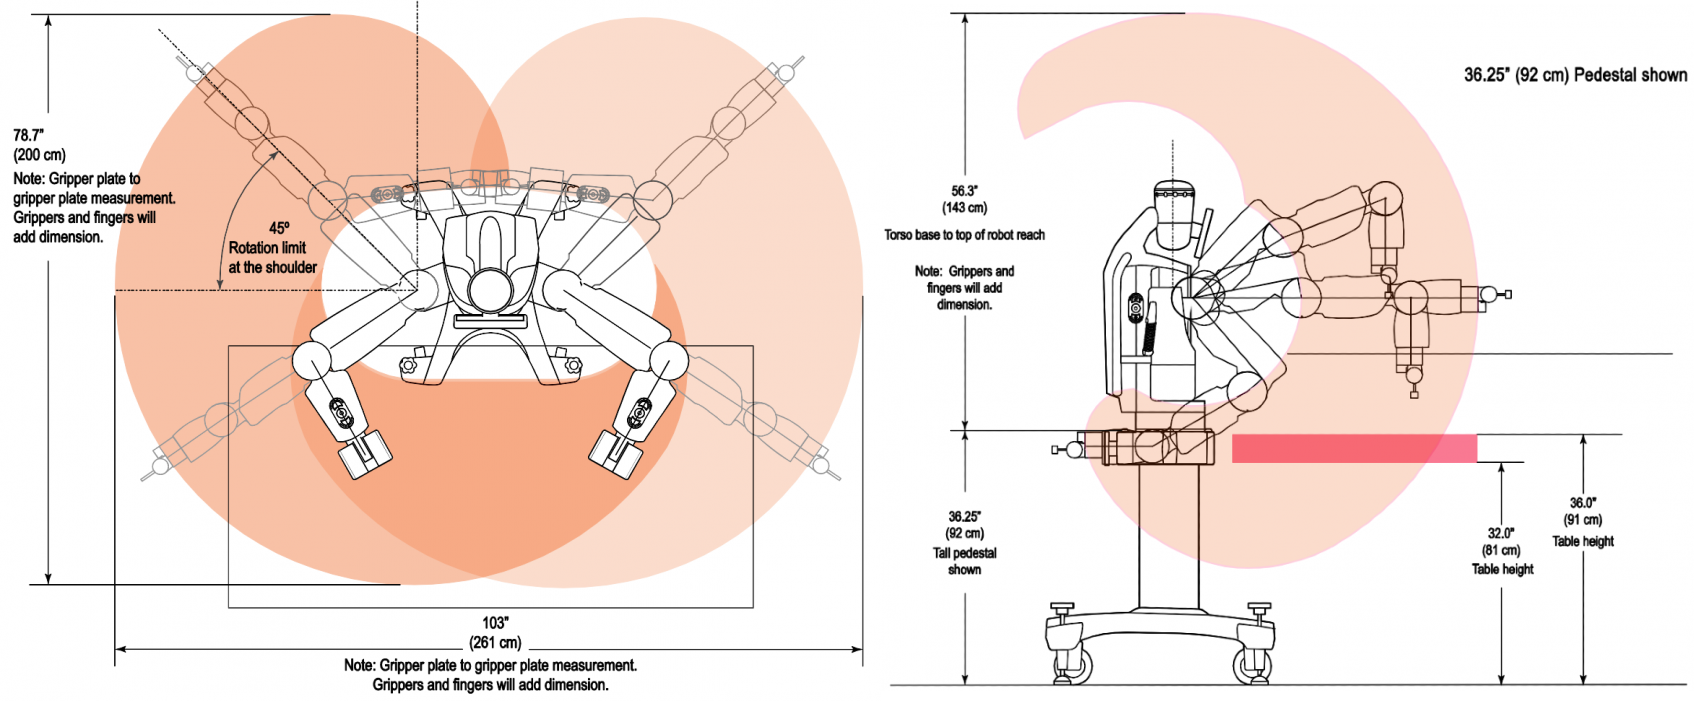 78.7"
(200 cm)
Note: Gripper plate to
gripper plate measurement.
Grippers and fingers will
add dimension.
45º
Rotation limit
at the shoulder
103"
(261 cm)
Note: Gripper plate to gripper plate measurement.
Grippers and fingers will add dimension.
36.25" (92 cm) Pedestal shown
56.3"
(143 cm)
Torso base to top of robot reach
Note: Grippers and
fingers will add
dimension.
36.25"
(92 cm)
Tall pedestal
shown
32.0"
(81 cm)
Table height
36.0"
(91 cm)
Table height